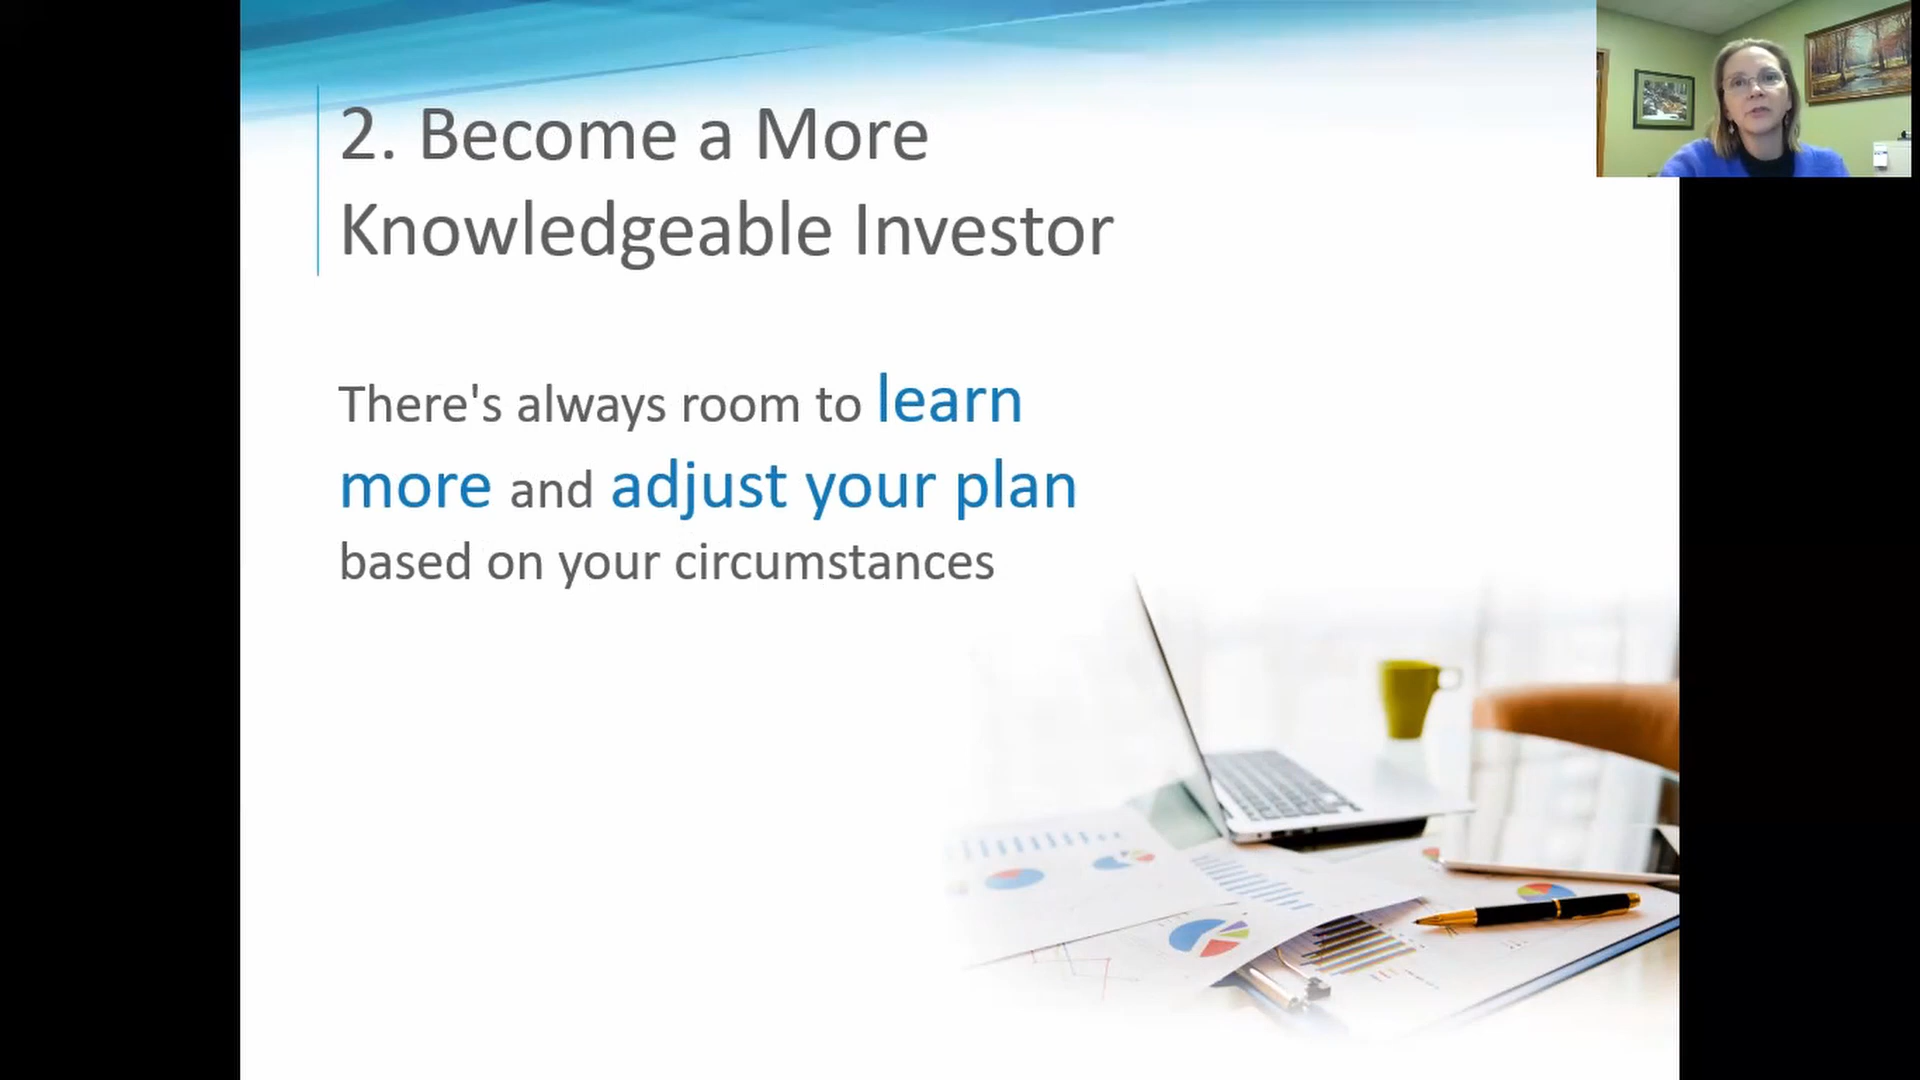 2. Become a More
Knowledgeable Investor
There's always room to learn
more and adjust your plan
based on your circumstances